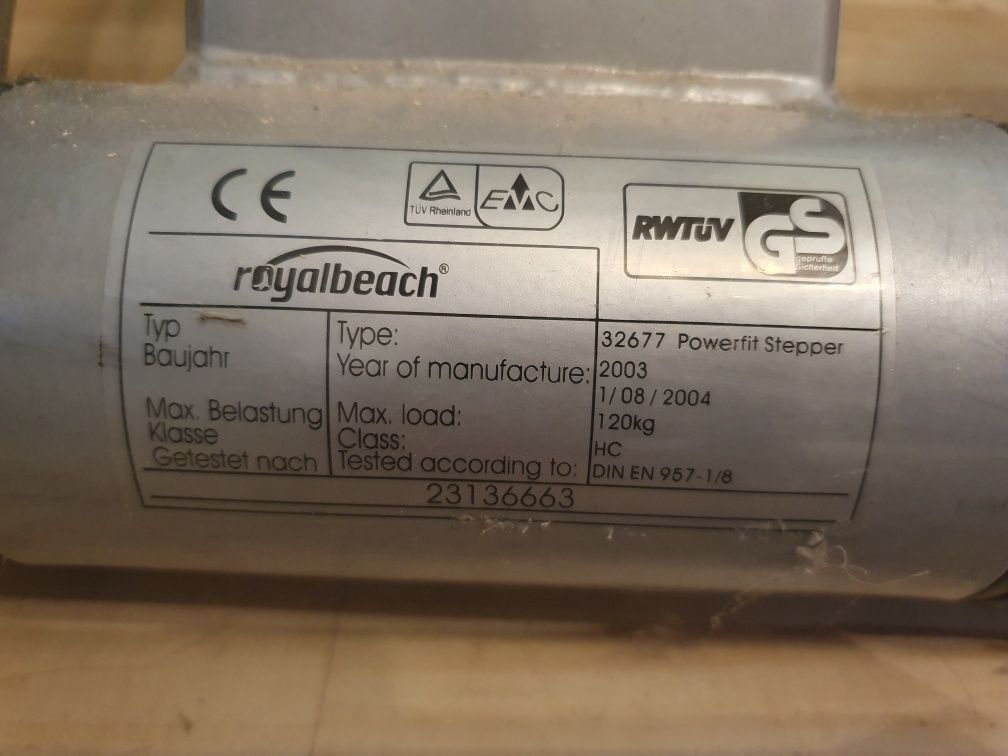 CE
TÜV Rheinland
EMC
RWTÜV
GS
geprüfte
Sicherheit
royalbeach®
Typ Type: 32677 Powerfit Stepper
Baujahr Year of manufacture: 2003
1/08/2004
Max. Belastung Max. load: 120kg
Klasse Class: HC
Getestet nach Tested according to: DIN EN 957-1/8
23136663